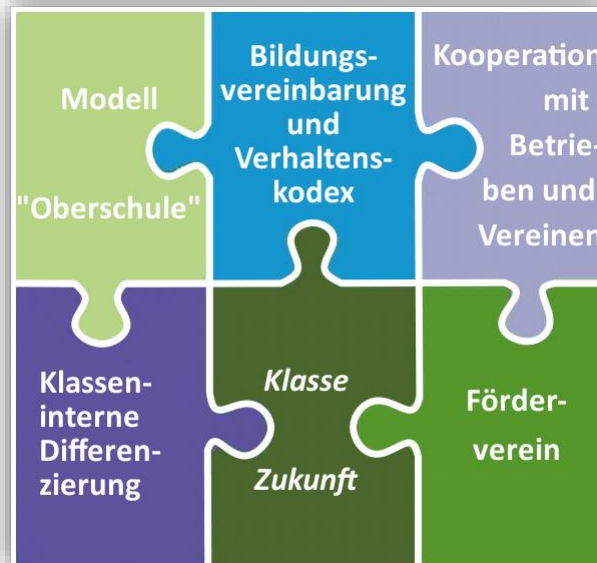 Modell
"Oberschule"
Bildungs-
vereinbarung
und
Verhaltens-
kodex
Kooperation
mit
Betrie-
ben und
Vereinen
Klassen-
interne
Differen-
zierung
Klasse
Zukunft
Förder-
verein